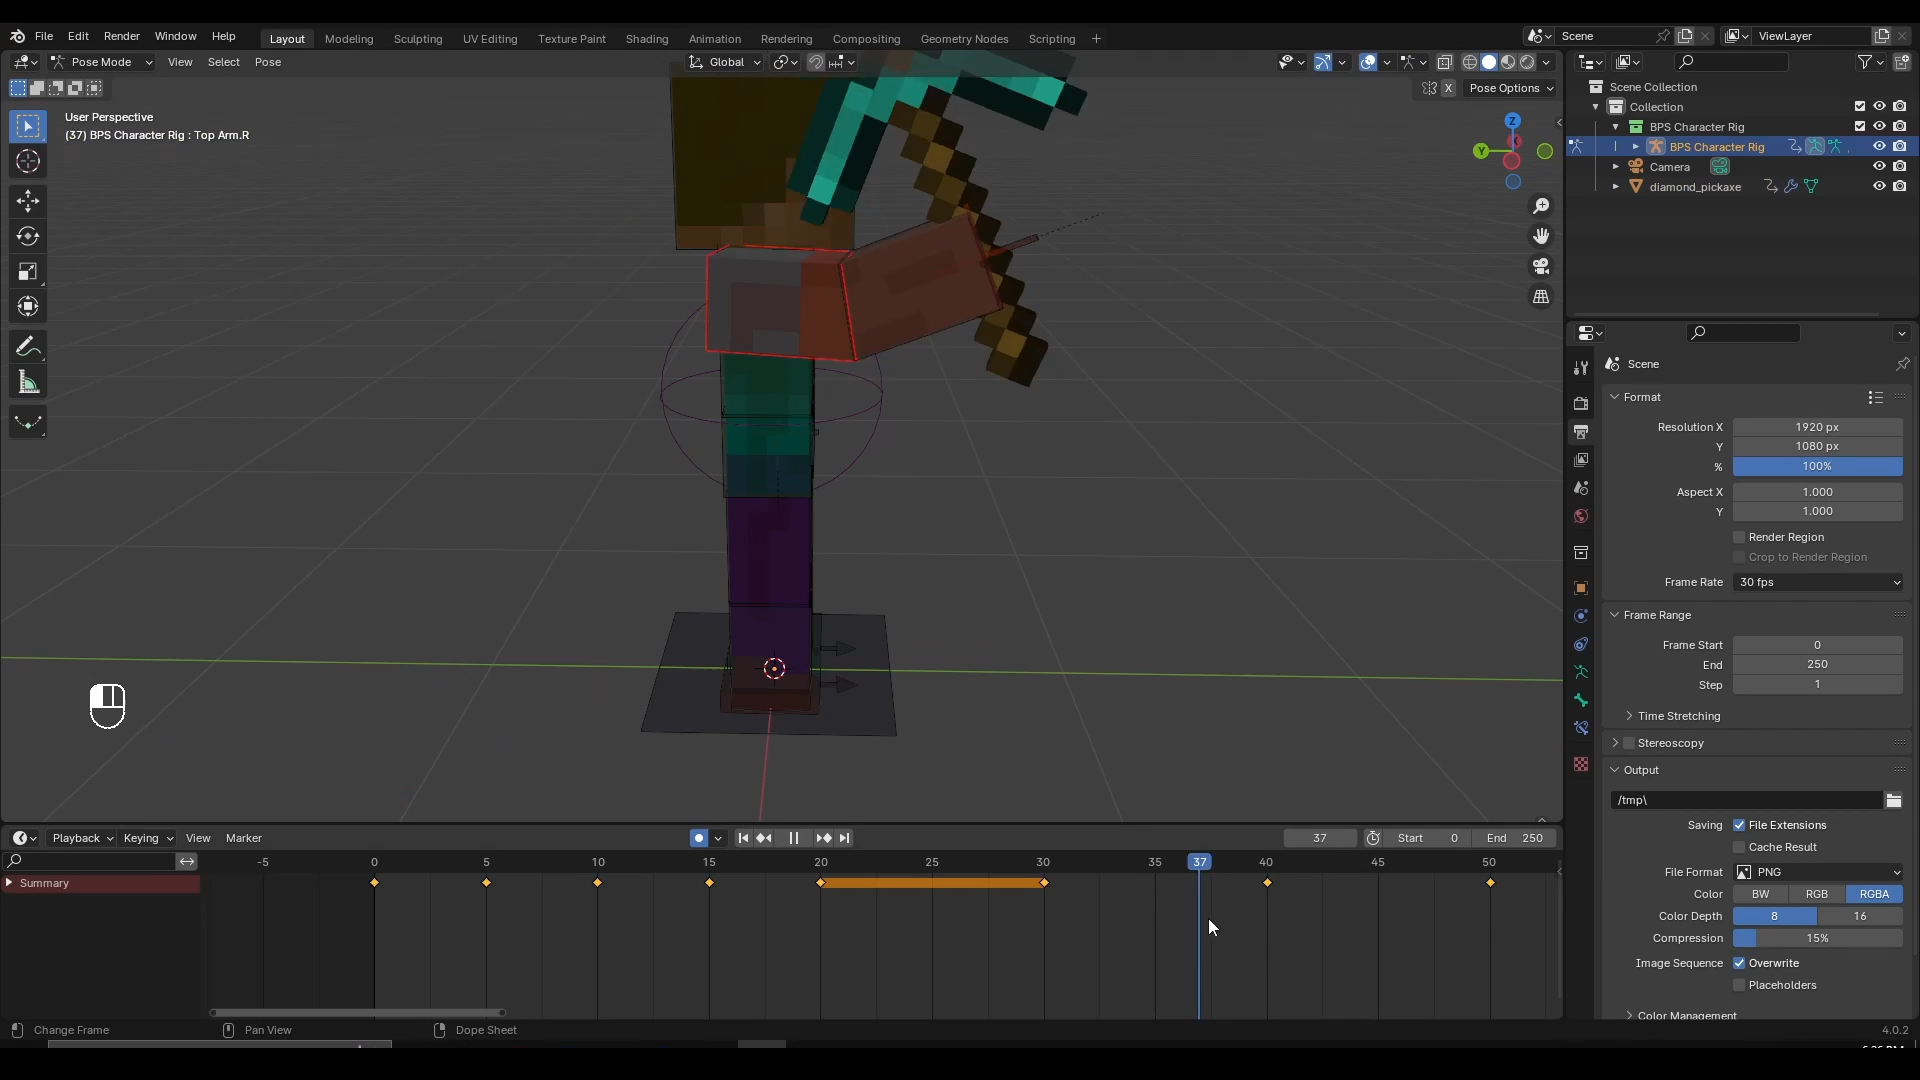 File Edit Render Window Help Layout Modeling Sculpting UV Editing Texture Paint Shading Animation Rendering Compositing Geometry Nodes Scripting + Scene ViewLayer
Pose Mode View Select Pose Global
X Pose Options
User Perspective
(37) BPS Character Rig : Top Arm.R
Z
Y
Scene Collection
Collection
BPS Character Rig
BPS Character Rig
Camera
diamond_pickaxe
Scene
Format
Resolution X 1920 px
Y 1080 px
% 100%
Aspect X 1.000
Y 1.000
Render Region
Crop to Render Region
Frame Rate 30 fps
Frame Range
Frame Start 0
End 250
Step 1
Time Stretching
Stereoscopy
Output
/tmp\
Saving File Extensions
Cache Result
File Format PNG
Color BW RGB RGBA
Color Depth 8 16
Compression 15%
Image Sequence Overwrite
Placeholders
Color Management
Playback Keying View Marker 37 Start 0 End 250
-5 0 5 10 15 20 25 30 35 37 40 45 50
Summary
Change Frame Pan View Dope Sheet 4.0.2